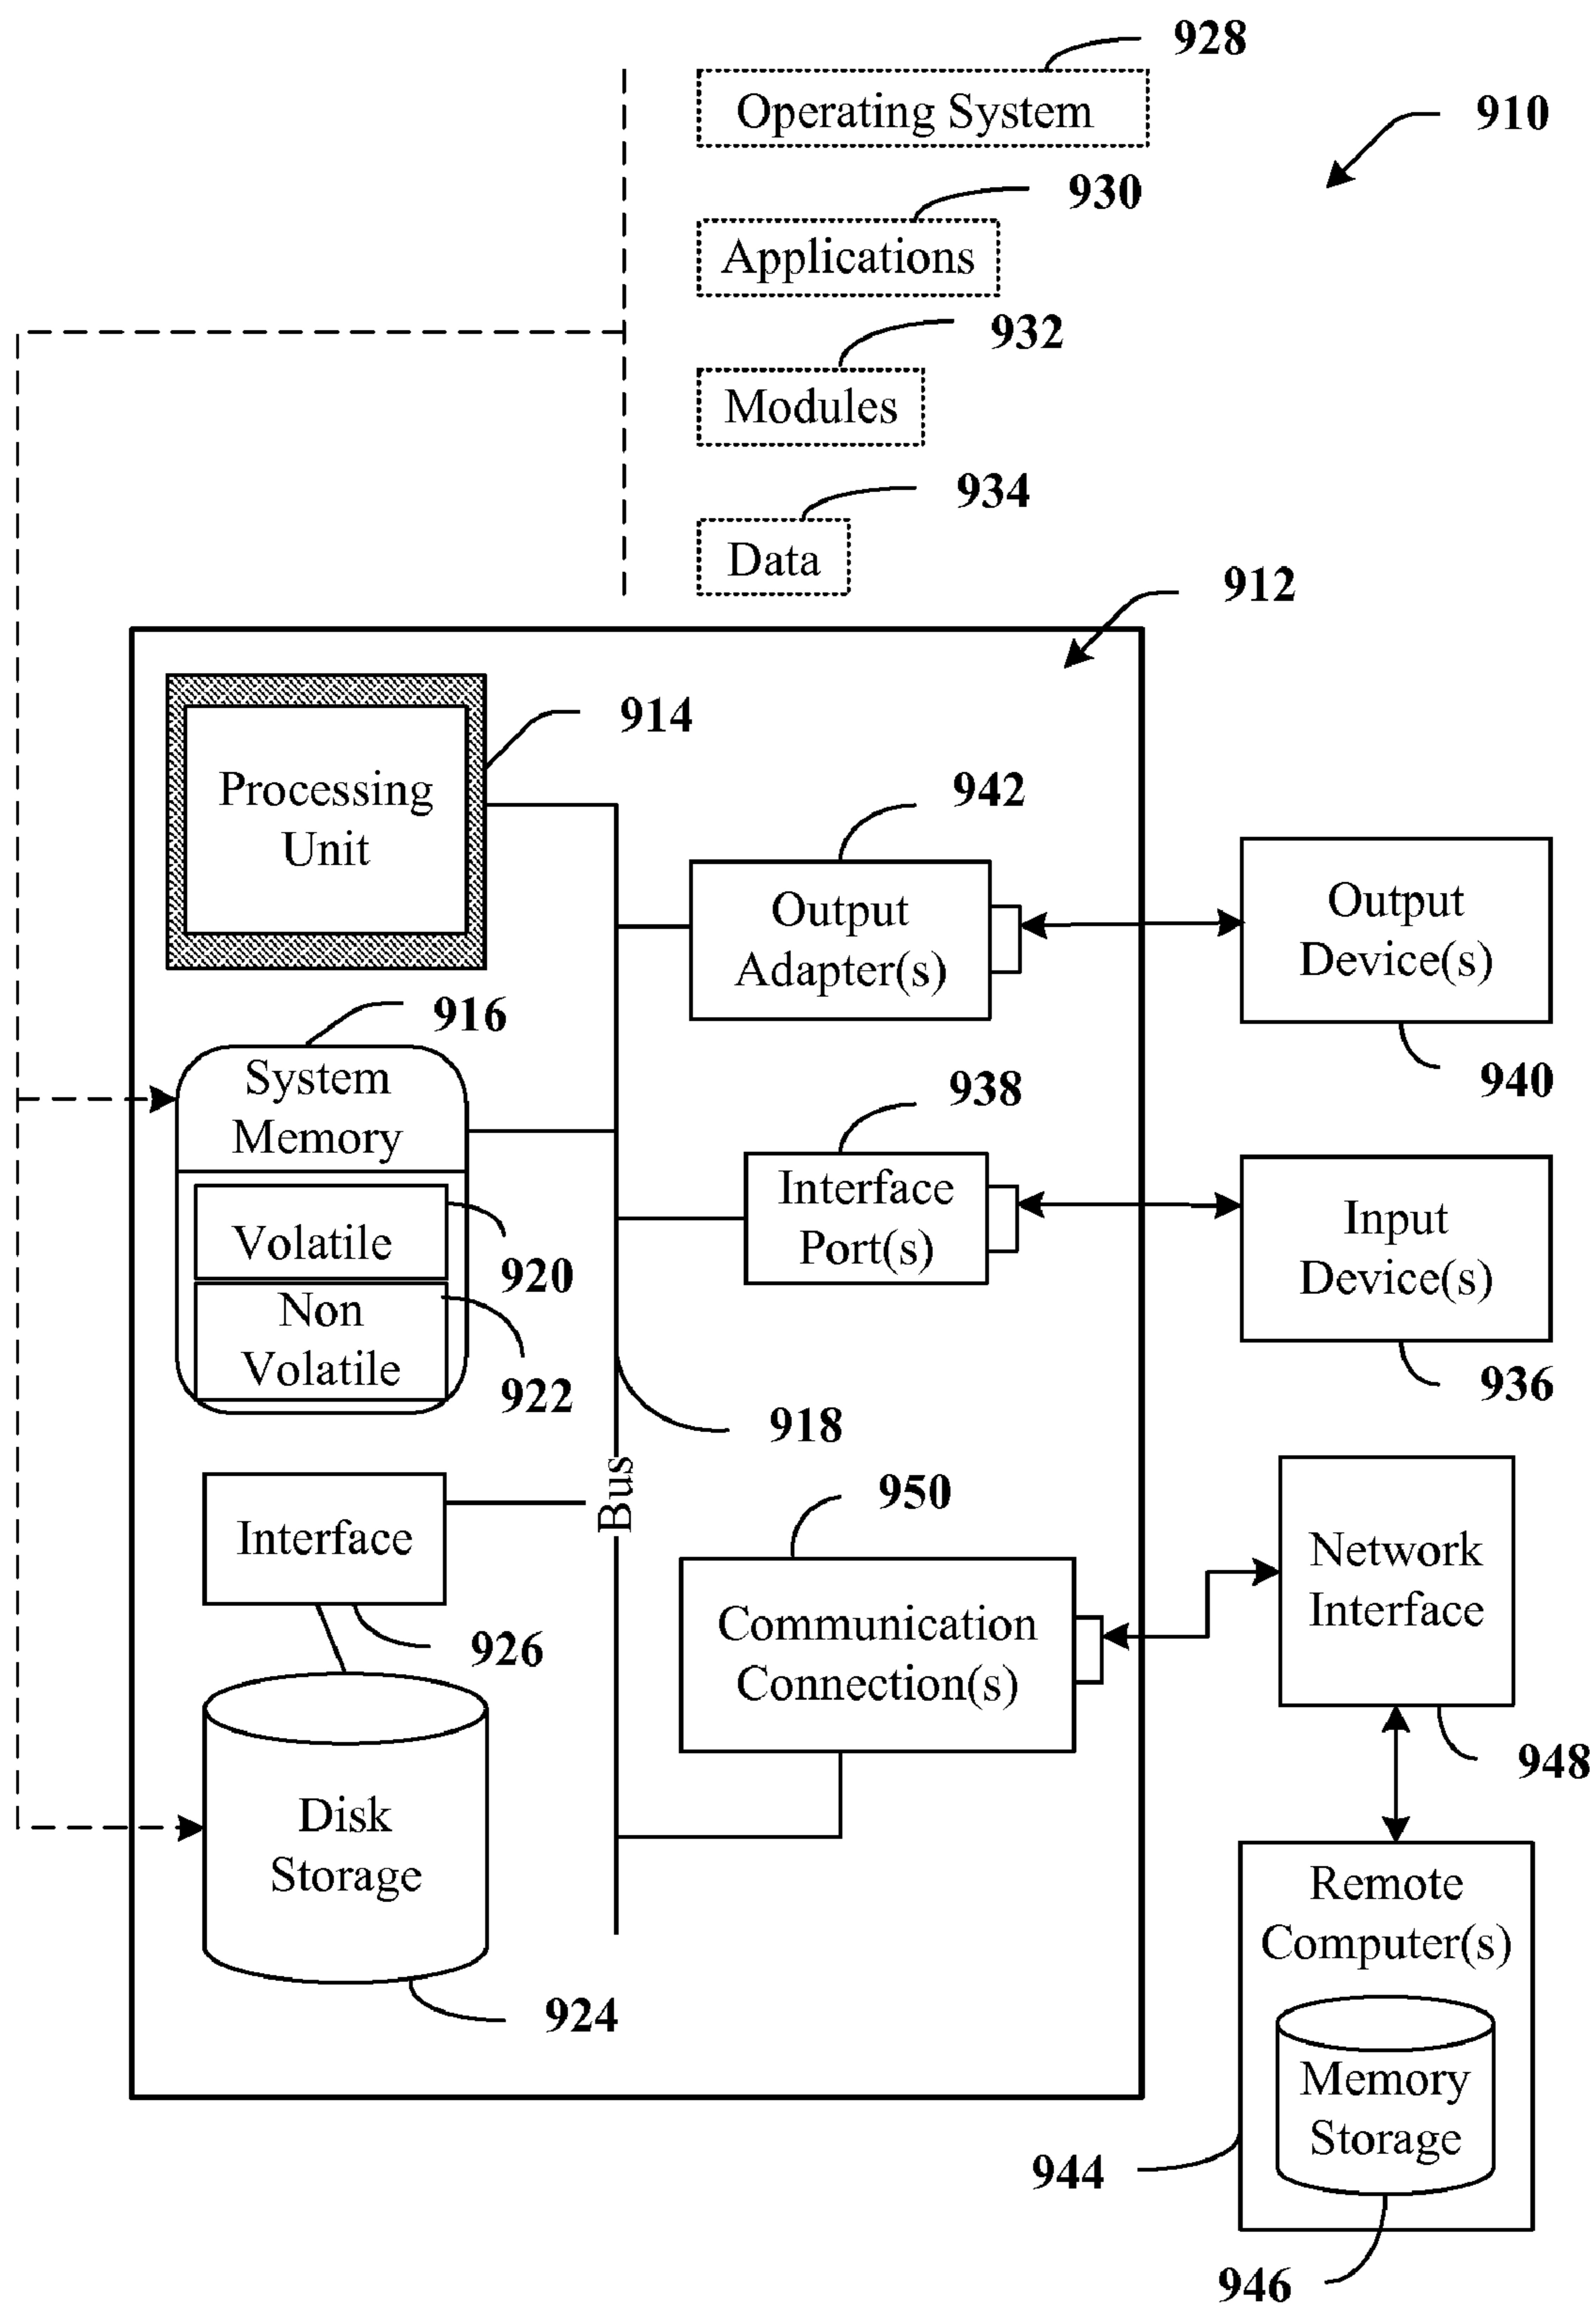 928
Operating System
910
930
Applications
932
Modules
934
Data
912
914
Processing
Unit
942
Output
Adapter(s)
Output
Device(s)
940
916
System
Memory
938
Interface
Port(s)
Input
Device(s)
936
Volatile
920
Non
Volatile
922
918
Bus
950
Interface
926
Communication
Connection(s)
Network
Interface
948
Disk
Storage
924
Remote
Computer(s)
Memory
Storage
944
946